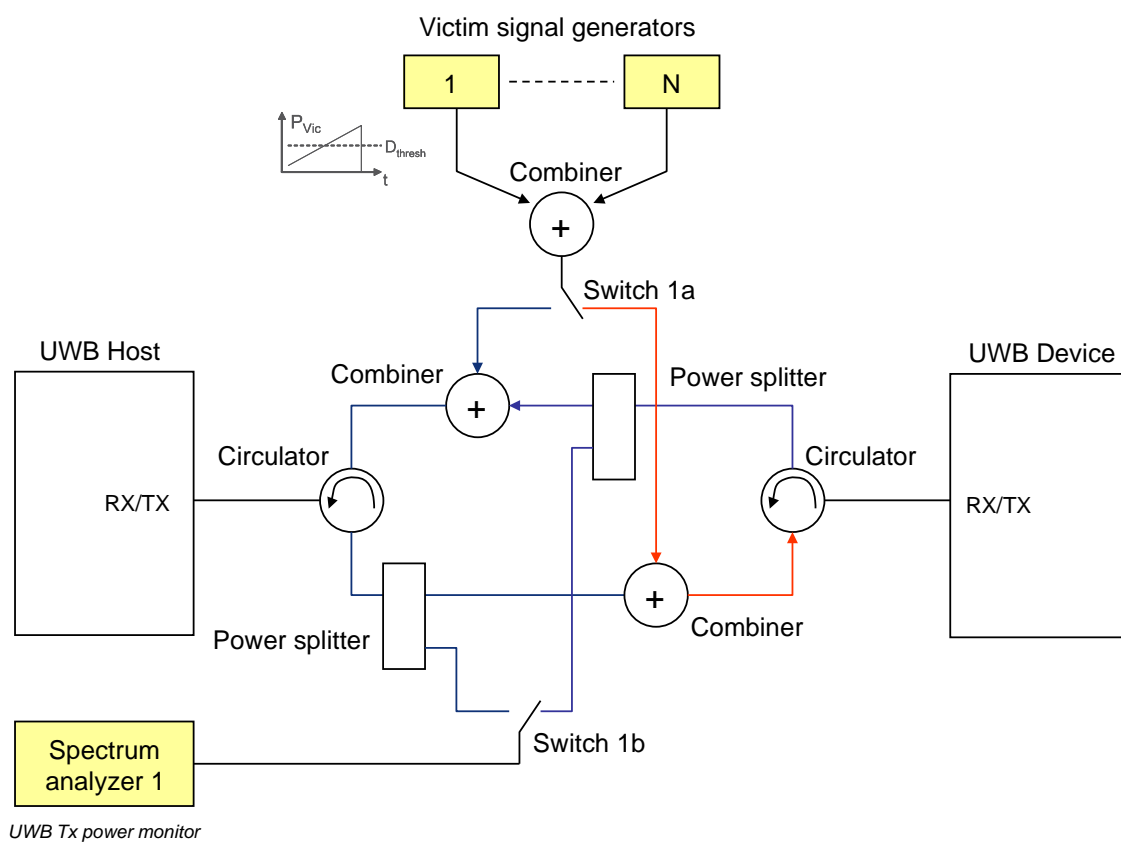 Victim signal generators
1
N
P_Vic
D_thresh
t
Combiner
+
Switch 1a
UWB Host
UWB Device
Combiner
Power splitter
+
Circulator
Circulator
RX/TX
RX/TX
+
Power splitter
Combiner
Switch 1b
Spectrum
analyzer 1
UWB Tx power monitor